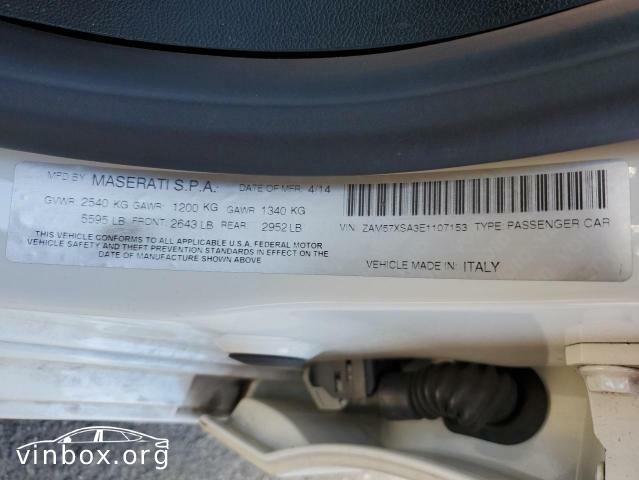 MFD BY MASERATI S.P.A. DATE OF MFR 4/14
GVWR: 2540 KG GAWR: 1200 KG GAWR: 1340 KG
5595 LB FRONT: 2643 LB REAR: 2952 LB
THIS VEHICLE CONFORMS TO ALL APPLICABLE U.S.A. FEDERAL MOTOR
VEHICLE SAFETY AND THEFT PREVENTION STANDARDS IN EFFECT ON THE
DATE OF MANUFACTURE SHOWN ABOVE
VIN: ZAM57XSA3E1107153 TYPE: PASSENGER CAR
VEHICLE MADE IN: ITALY
vinbox.org